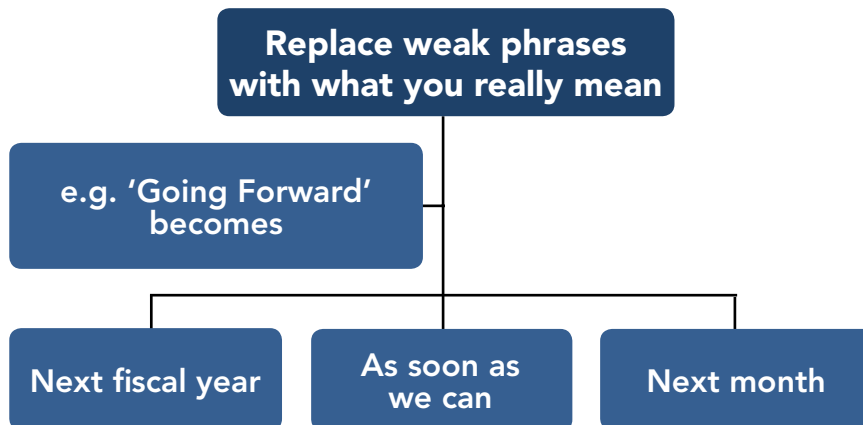 Replace weak phrases
with what you really mean
e.g. ‘Going Forward’
becomes
Next fiscal year
As soon as
we can
Next month